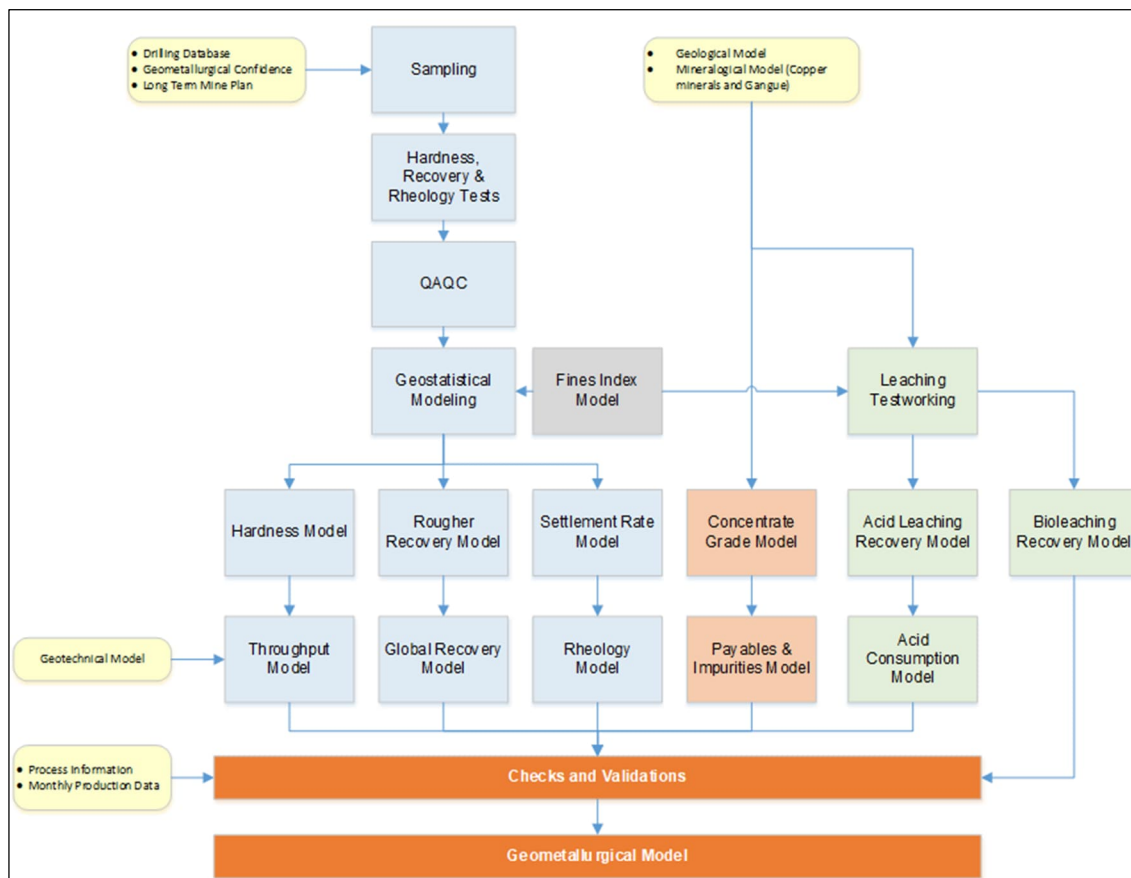 ● Drilling Database
● Geometallurgical Confidence
● Long Term Mine Plan
Sampling
● Geological Model
● Mineralogical Model (Copper
minerals and Gangue)
Hardness,
Recovery &
Rheology Tests
QAQC
Geostatistical
Modeling
Fines Index
Model
Leaching
Testworking
Hardness Model
Rougher
Recovery Model
Settlement Rate
Model
Concentrate
Grade Model
Acid Leaching
Recovery Model
Bioleaching
Recovery Model
Geotechnical Model
Throughput
Model
Global Recovery
Model
Rheology
Model
Payables &
Impurities Model
Acid
Consumption
Model
● Process Information
● Monthly Production Data
Checks and Validations
Geometallurgical Model